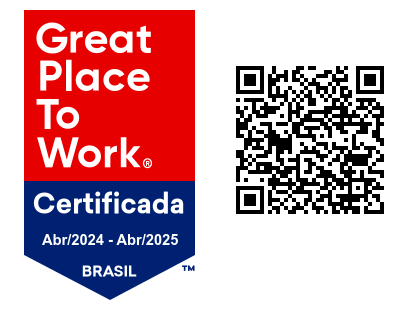 Great
Place
To
Work®
Certificada
Abr/2024 - Abr/2025
BRASIL
TM